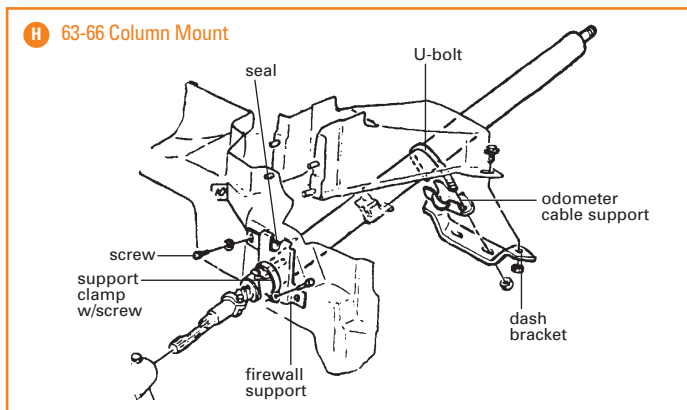 H 63-66 Column Mount
seal
U-bolt
odometer
cable support
screw
support
clamp
w/screw
dash
bracket
firewall
support